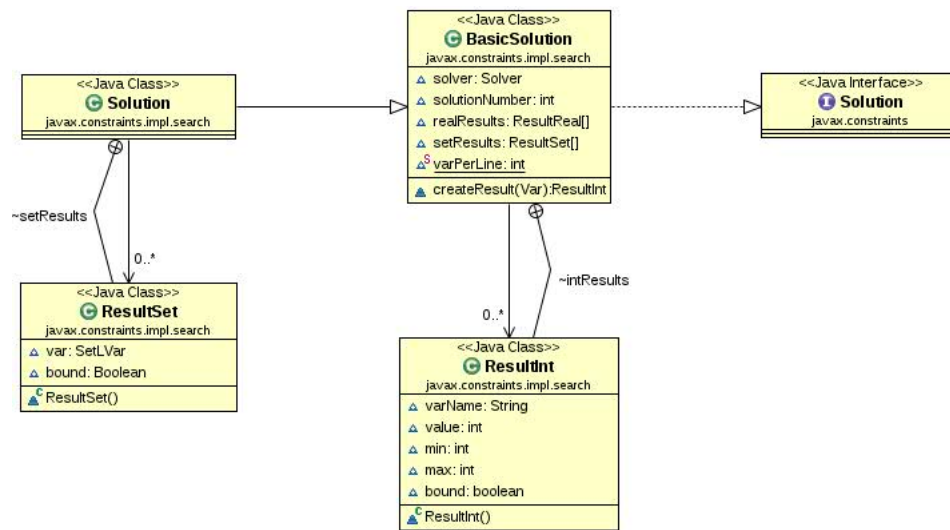 <<Java Class>>
BasicSolution
javax.constraints.impl.search
solver: Solver
solutionNumber: int
realResults: ResultReal[]
setResults: ResultSet[]
S varPerLine: int
createResult(Var):ResultInt
<<Java Class>>
C Solution
javax.constraints.impl.search
<<Java Interface>>
I Solution
javax.constraints
~setResults
0..*
~intResults
0..*
<<Java Class>>
C ResultSet
javax.constraints.impl.search
var: SetLVar
bound: Boolean
C ResultSet()
<<Java Class>>
C ResultInt
javax.constraints.impl.search
varName: String
value: int
min: int
max: int
bound: boolean
C ResultInt()